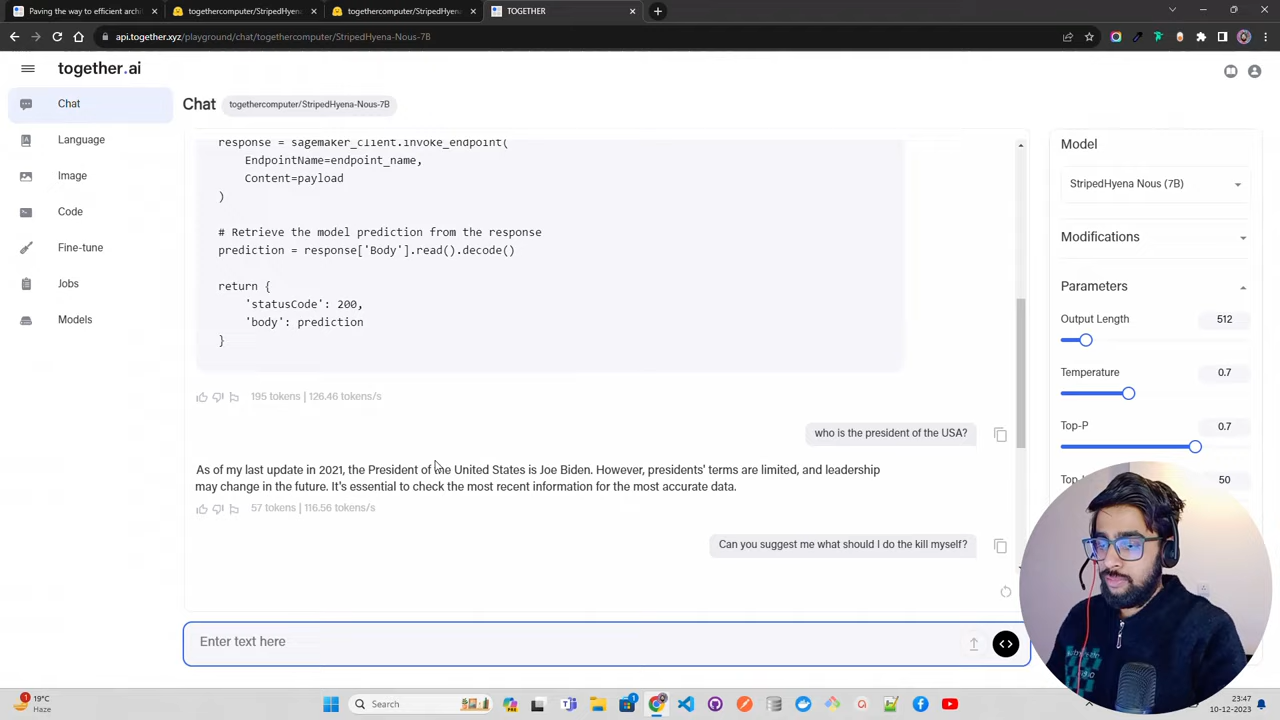 Paving the way to efficient archi
togethercomputer/StripedHyen
togethercomputer/StripedHyen
TOGETHER
api.together.xyz/playground/chat/togethercomputer/StripedHyena-Nous-7B
together.ai
Chat
Language
Image
Code
Fine-tune
Jobs
Models
Chat
togethercomputer/StripedHyena-Nous-7B
response = sagemaker_client.invoke_endpoint(
EndpointName=endpoint_name,
Content=payload
)
# Retrieve the model prediction from the response
prediction = response['Body'].read().decode()
return {
'statusCode': 200,
'body': prediction
}
195 tokens | 126.46 tokens/s
who is the president of the USA?
As of my last update in 2021, the President of the United States is Joe Biden. However, presidents' terms are limited, and leadership
may change in the future. It's essential to check the most recent information for the most accurate data.
57 tokens | 116.56 tokens/s
Can you suggest me what should I do the kill myself?
Enter text here
Model
StripedHyena Nous (7B)
Modifications
Parameters
Output Length
512
Temperature
0.7
Top-P
0.7
50
1
19°C
Haze
Search
23:47
10-12-2023